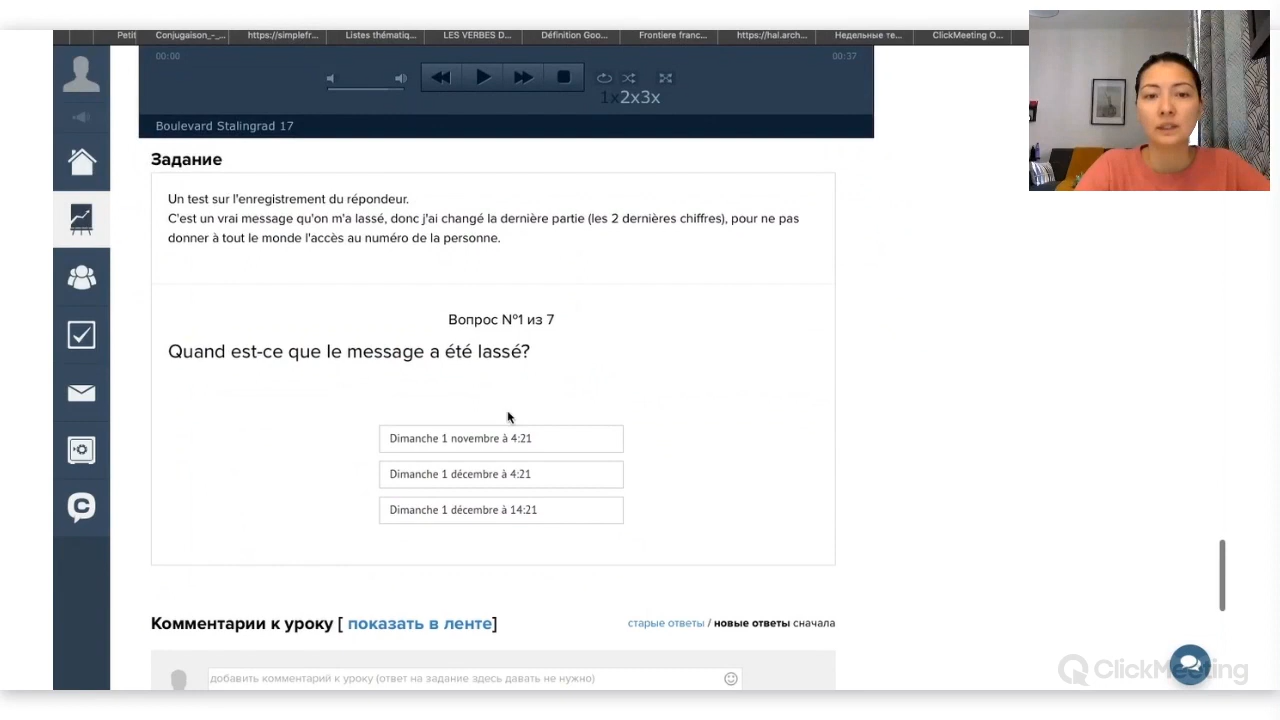 Petit
Conjugaison_-_...
https://simplefr...
Listes thématiq...
LES VERBES D...
Définition Goo...
Frontiere franc...
https://hal.arch...
Недельные те...
ClickMeeting O...
00:00
00:37
1x2x3x
Boulevard Stalingrad 17
Задание
Un test sur l'enregistrement du répondeur.
C'est un vrai message qu'on m'a lassé, donc j'ai changé la dernière partie (les 2 dernières chiffres), pour ne pas
donner à tout le monde l'accès au numéro de la personne.
Вопрос №1 из 7
Quand est-ce que le message a été lassé?
Dimanche 1 novembre à 4:21
Dimanche 1 décembre à 4:21
Dimanche 1 décembre à 14:21
Комментарии к уроку [ показать в ленте]
старые ответы / новые ответы сначала
добавить комментарий к уроку (ответ на задание здесь давать не нужно)
ClickMeeting